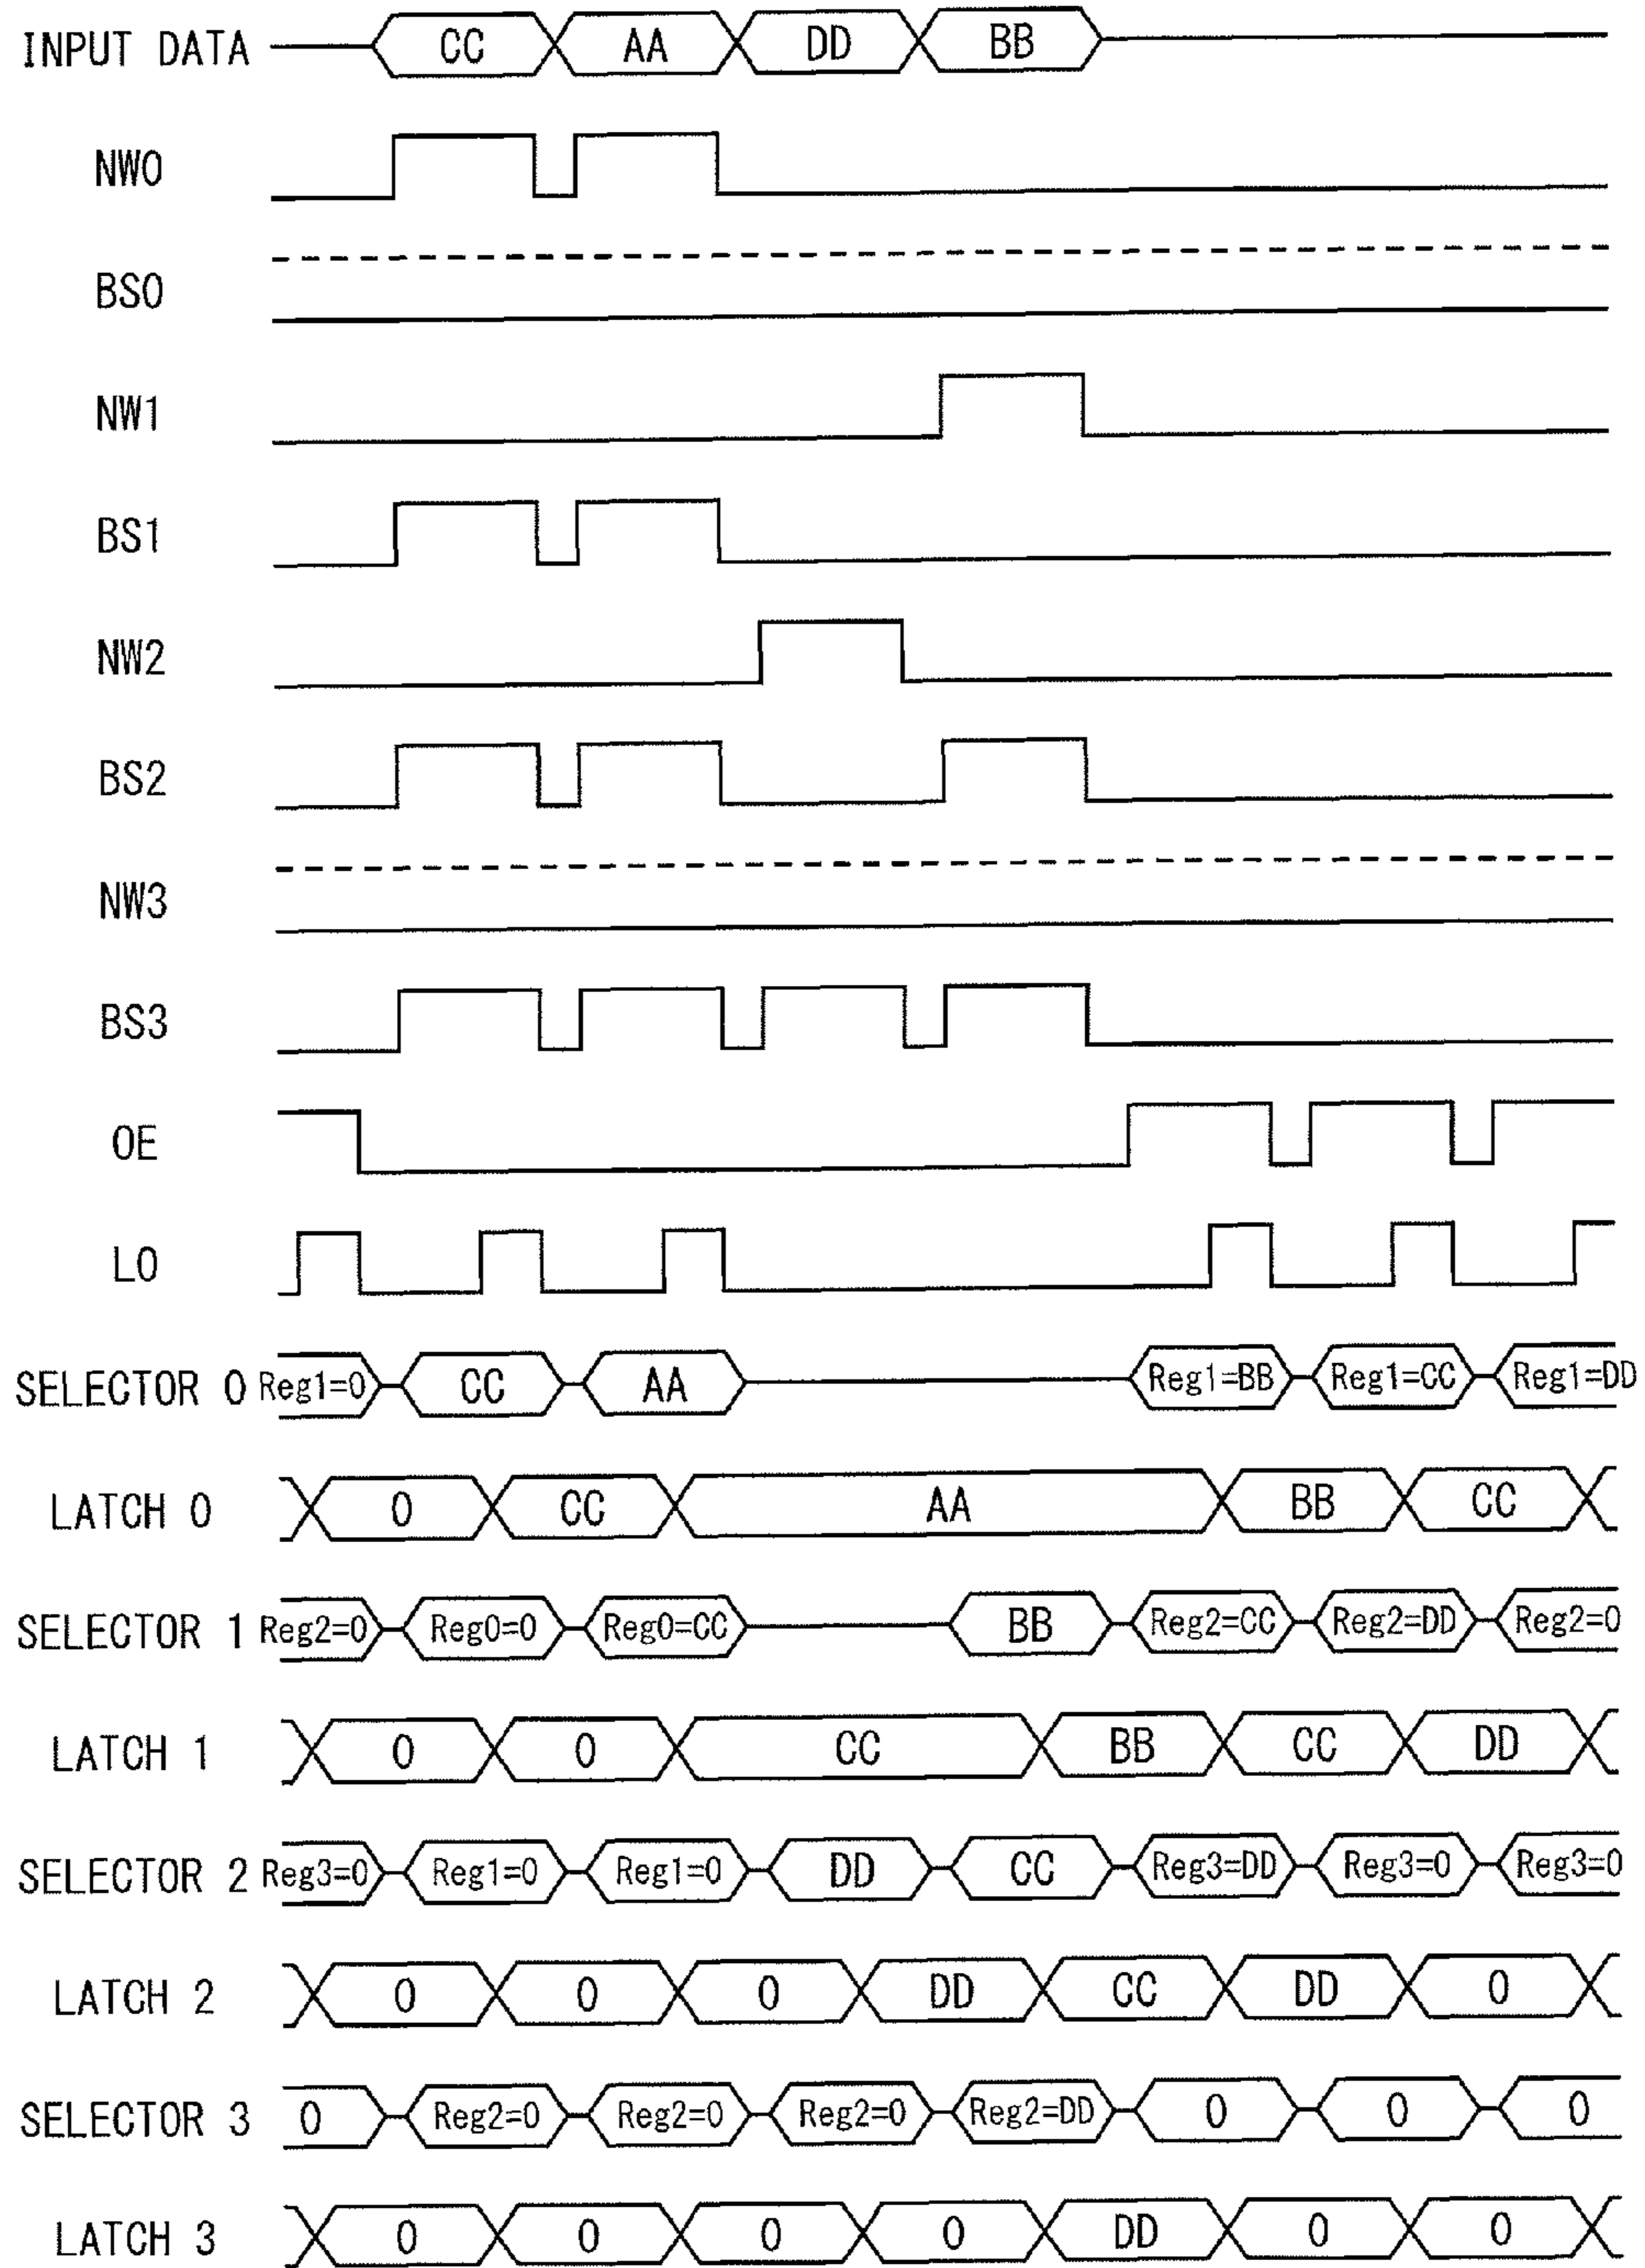 INPUT DATA CC AA DD BB
NW0
BS0
NW1
BS1
NW2
BS2
NW3
BS3
OE
LO
SELECTOR 0 Reg1=0 CC AA Reg1=BB Reg1=CC Reg1=DD
LATCH 0 0 CC AA BB CC
SELECTOR 1 Reg2=0 Reg0=0 Reg0=CC BB Reg2=CC Reg2=DD Reg2=0
LATCH 1 0 0 CC BB CC DD
SELECTOR 2 Reg3=0 Reg1=0 Reg1=0 DD CC Reg3=DD Reg3=0 Reg3=0
LATCH 2 0 0 0 DD CC DD 0
SELECTOR 3 0 Reg2=0 Reg2=0 Reg2=0 Reg2=DD 0 0 0
LATCH 3 0 0 0 0 DD 0 0